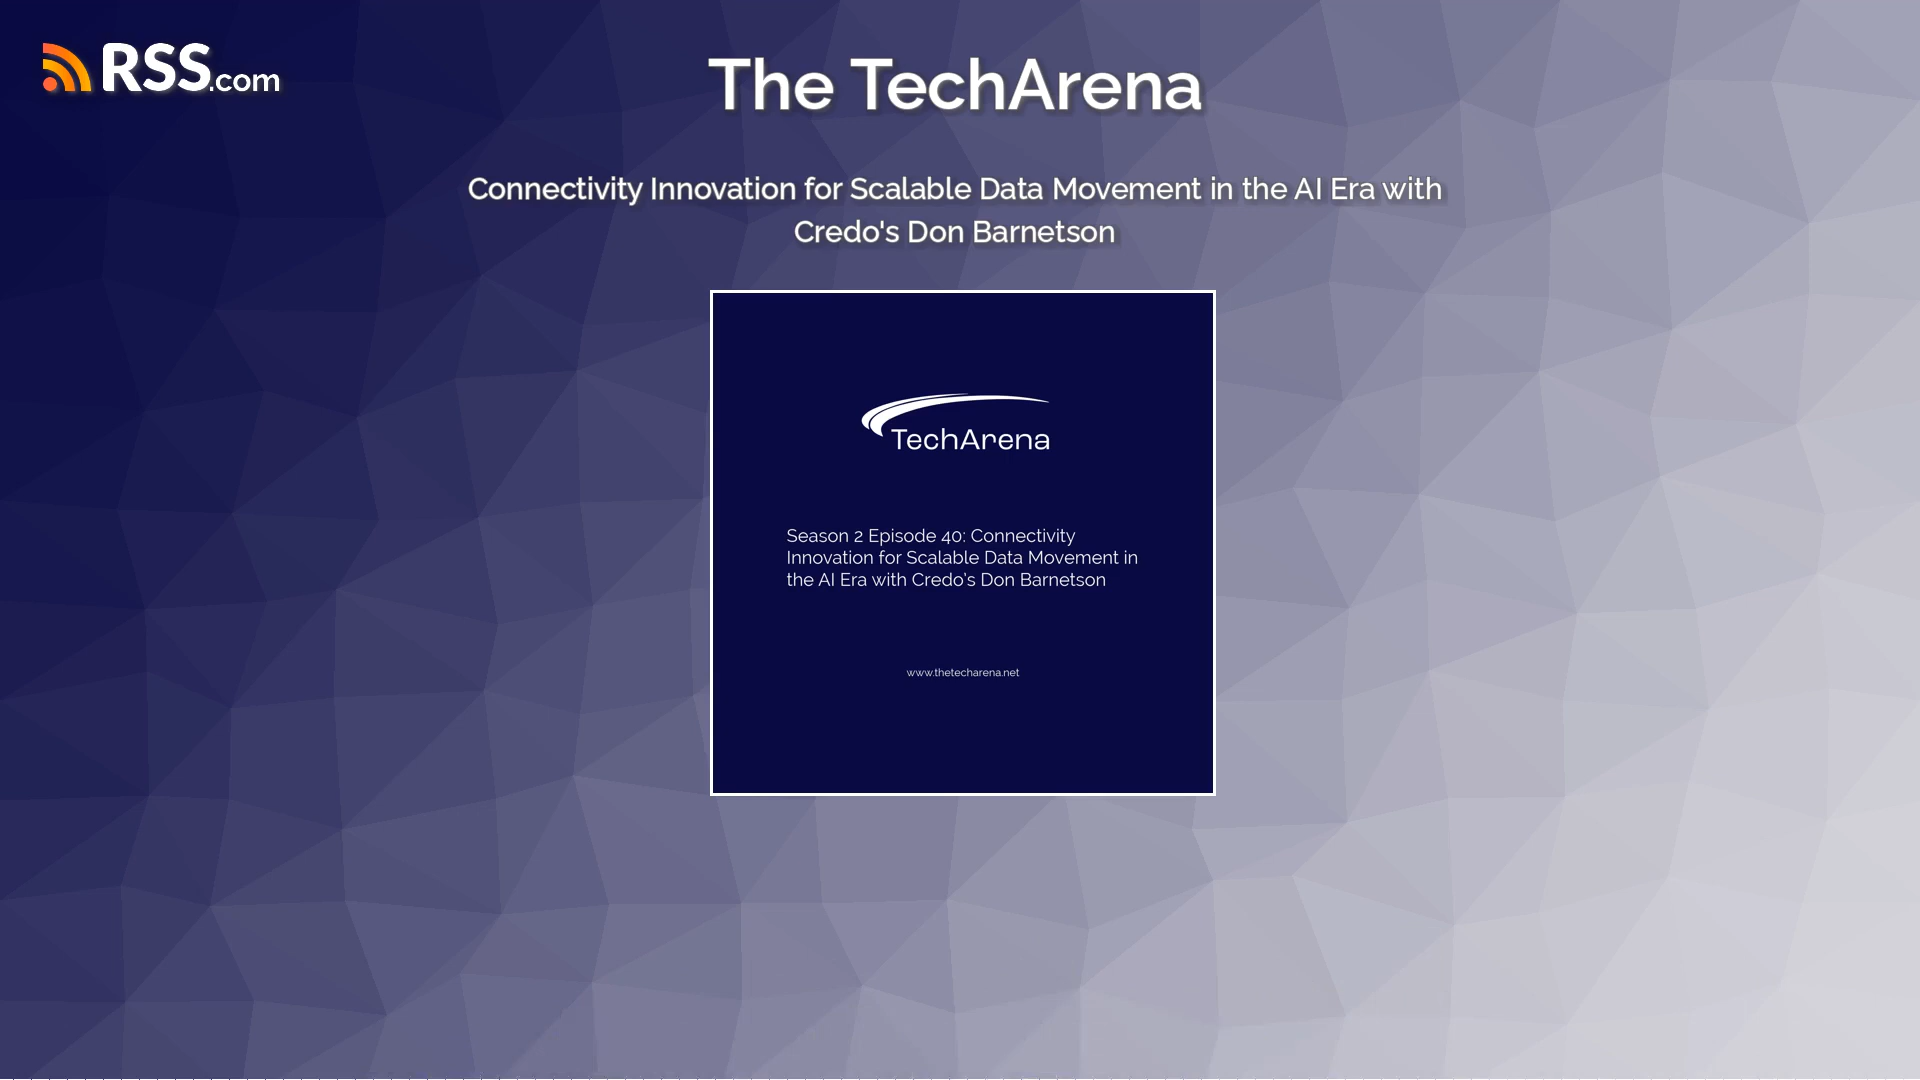 RSS.com
The TechArena
Connectivity Innovation for Scalable Data Movement in the AI Era with
Credo's Don Barnetson
TechArena
Season 2 Episode 40: Connectivity
Innovation for Scalable Data Movement in
the AI Era with Credo's Don Barnetson
www.thetecharena.net